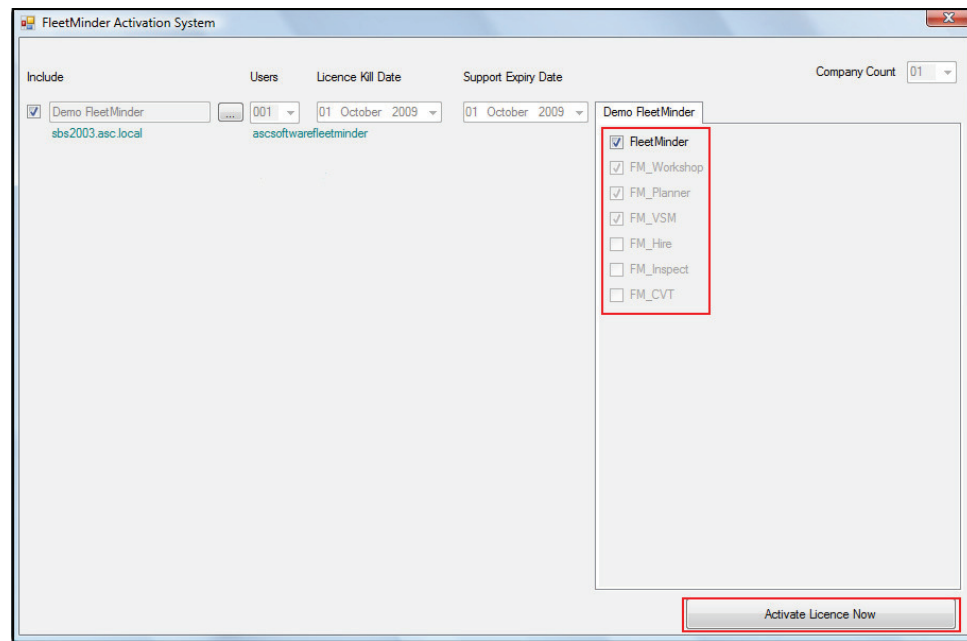 FleetMinder Activation System
Company Count 01
Include Users Licence Kill Date Support Expiry Date
Demo FleetMinder ... 001 01 October 2009 01 October 2009 Demo FleetMinder
sbs2003.asc.local ascsoftwarefleetminder
FleetMinder
FM_Workshop
FM_Planner
FM_VSM
FM_Hire
FM_Inspect
FM_CVT
Activate Licence Now